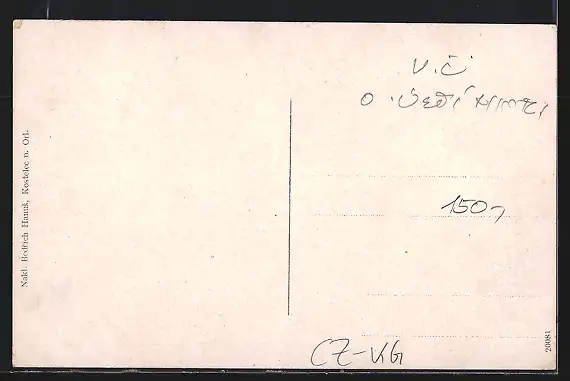 Nakl. Bedřich Hanuš, Kostelec n. Orl.
V. Č
O.
150,-
CZ-KG
20081